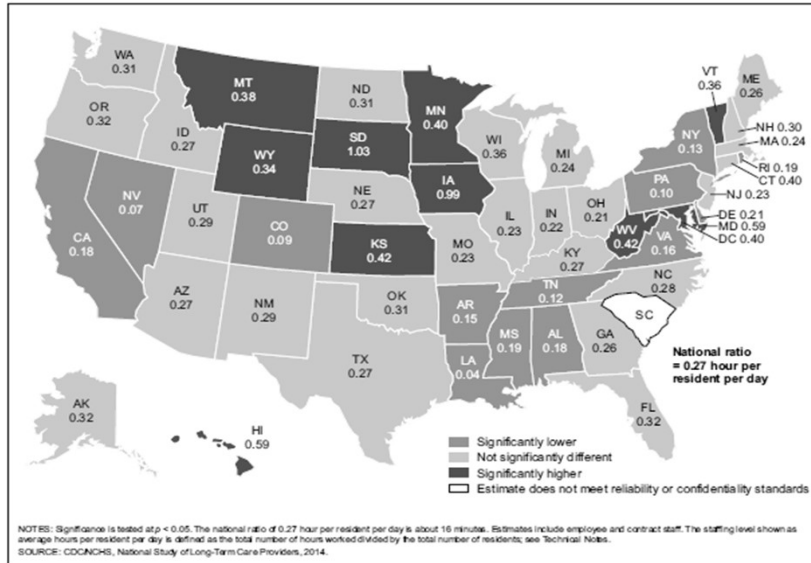 WA
0.31
MT
0.38
ND
0.31
MN
0.40
VT
0.36
ME
0.26
OR
0.32
ID
0.27
SD
1.03
WI
0.36
MI
0.24
NY
0.13
NH 0.30
MA 0.24
RI 0.19
CT 0.40
NJ 0.23
WY
0.34
NE
0.27
IA
0.99
PA
0.10
DE 0.21
MD 0.59
DC 0.40
NV
0.07
UT
0.29
CO
0.09
KS
0.42
MO
0.23
IL
0.23
IN
0.22
OH
0.21
WV
0.42
VA
0.16
KY
0.27
CA
0.18
AZ
0.27
NM
0.29
OK
0.31
AR
0.15
TN
0.12
NC
0.28
SC
TX
0.27
LA
0.04
MS
0.19
AL
0.18
GA
0.26
FL
0.32
AK
0.32
HI
0.59
National ratio
= 0.27 hour per
resident per day
Significantly lower
Not significantly different
Significantly higher
Estimate does not meet reliability or confidentiality standards
NOTES: Significance is tested at p < 0.05. The national ratio of 0.27 hour per resident per day is about 16 minutes. Estimates include employee and contract staff. The staffing level shown as
average hours per resident per day is defined as the total number of hours worked divided by the total number of residents; see Technical Notes.
SOURCE: CDC/NCHS, National Study of Long-Term Care Providers, 2014.